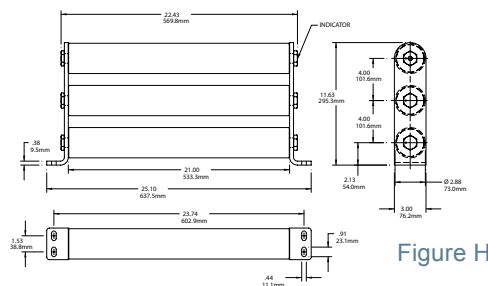 22.43
569.8mm
INDICATOR
4.00
101.6mm
11.63
295.3mm
4.00
101.6mm
.38
9.5mm
21.00
533.3mm
2.13
54.0mm
Ø 2.88
73.0mm
25.10
637.5mm
3.00
76.2mm
23.74
602.9mm
1.53
38.8mm
.91
23.1mm
.44
11.1mm
Figure H